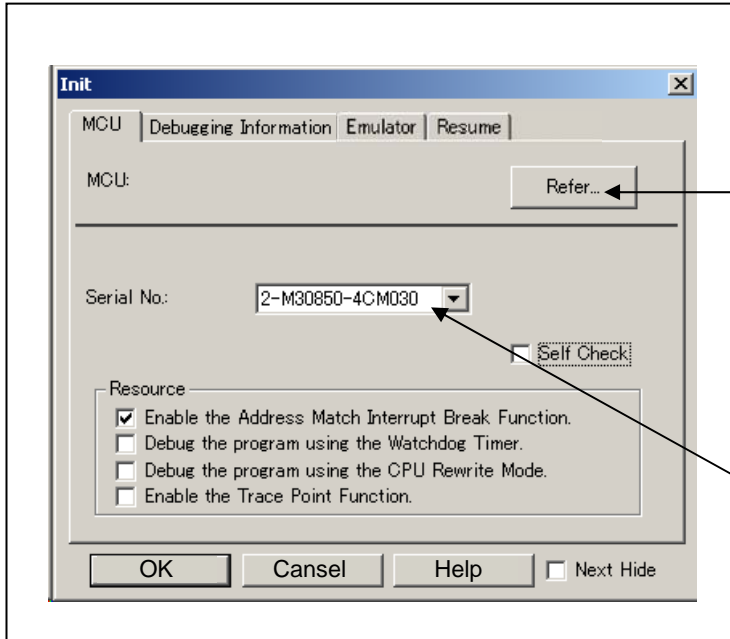 Init
MCU Debugging Information Emulator Resume
MCU: Refer...
Serial No.: 2-M30850-4CM030
Self Check
Resource
Enable the Address Match Interrupt Break Function.
Debug the program using the Watchdog Timer.
Debug the program using the CPU Rewrite Mode.
Enable the Trace Point Function.
OK Cansel Help Next Hide